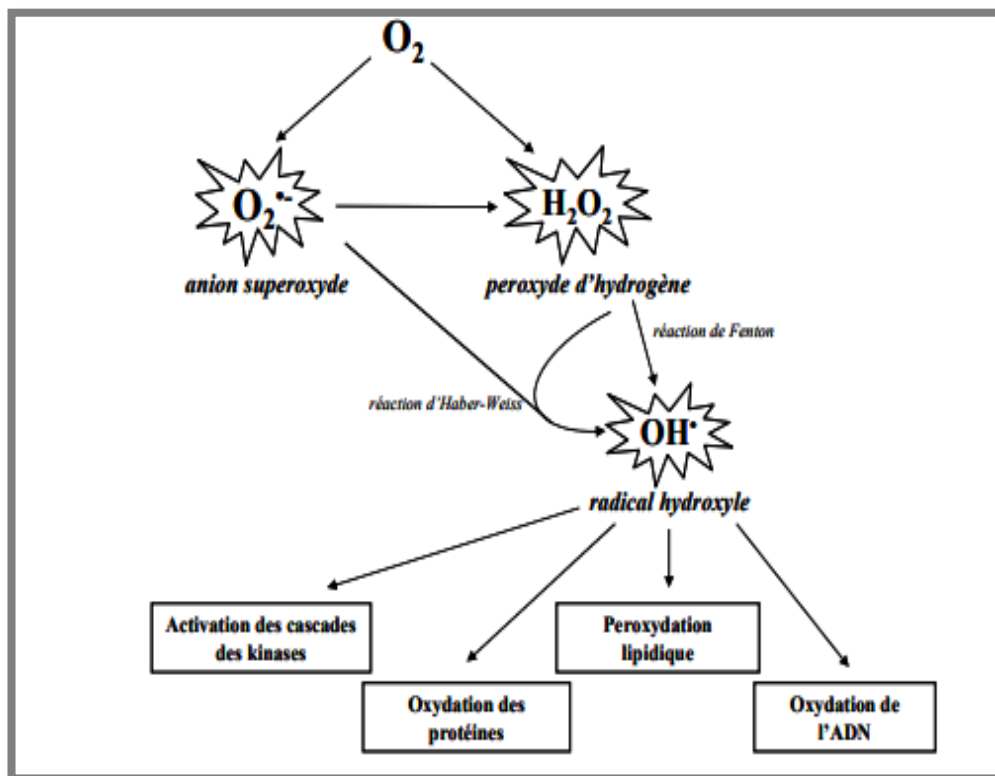 O₂
O₂•-
H₂O₂
anion superoxyde
peroxyde d'hydrogène
réaction de Fenton
réaction d'Haber-Weiss
OH•
radical hydroxyle
Activation des cascades
des kinases
Peroxydation
lipidique
Oxydation des
protéines
Oxydation de
l'ADN